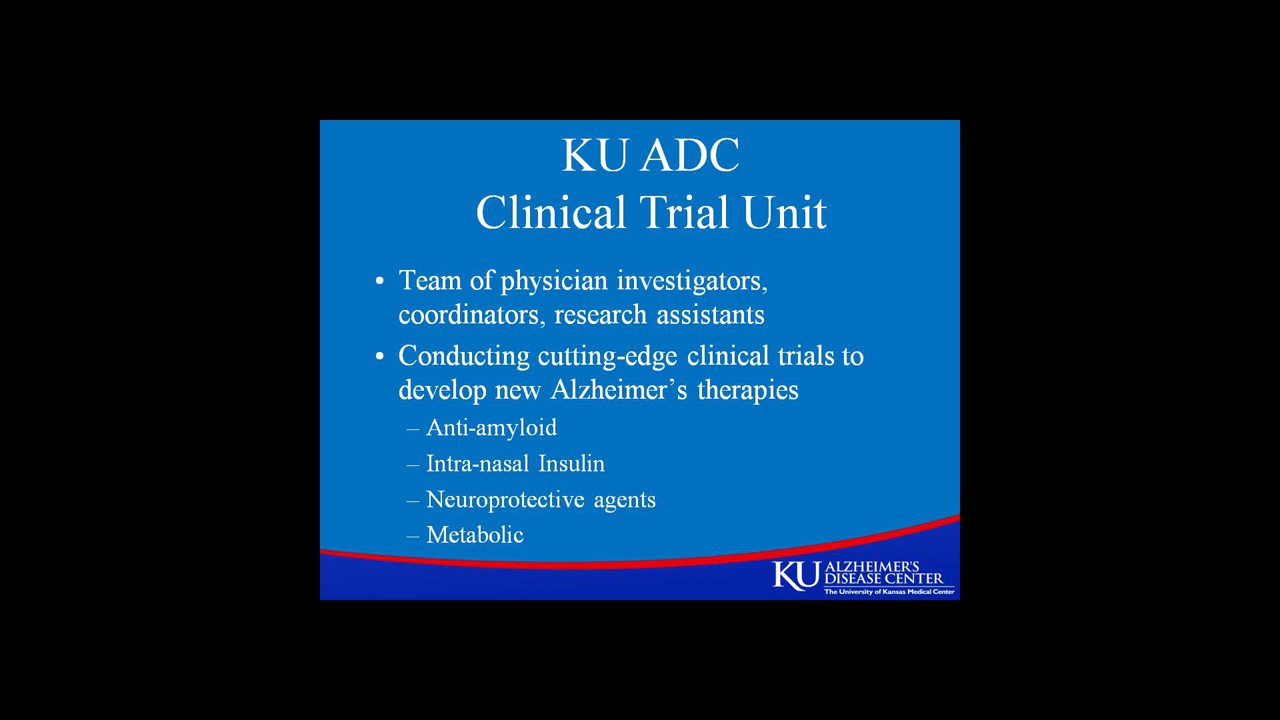 KU ADC
Clinical Trial Unit
• Team of physician investigators,
coordinators, research assistants
• Conducting cutting-edge clinical trials to
develop new Alzheimer’s therapies
– Anti-amyloid
– Intra-nasal Insulin
– Neuroprotective agents
– Metabolic
KU ALZHEIMER'S
DISEASE CENTER
The University of Kansas Medical Center